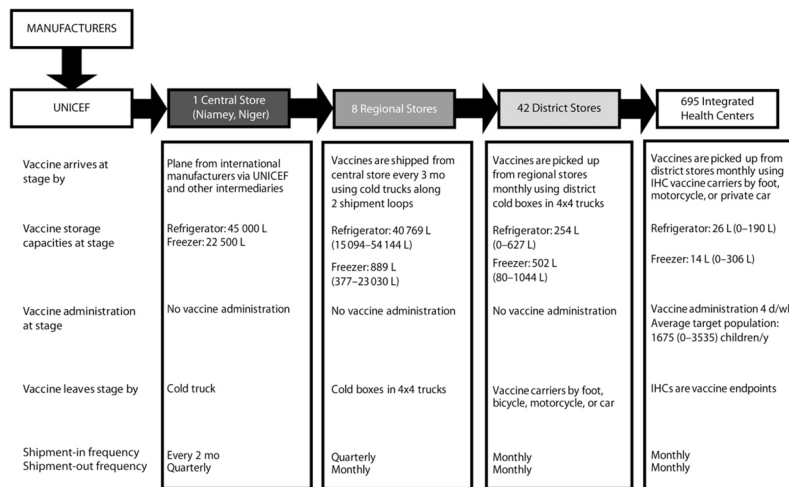 MANUFACTURERS
UNICEF
1 Central Store
(Niamey, Niger)
8 Regional Stores
42 District Stores
695 Integrated
Health Centers
Vaccine arrives at
stage by
Plane from international
manufacturers via UNICEF
and other intermediaries
Vaccines are shipped from
central store every 3 mo
using cold trucks along
2 shipment loops
Vaccines are picked up
from regional stores
monthly using district
cold boxes in 4x4 trucks
Vaccines are picked up from
district stores monthly using
IHC vaccine carriers by foot,
motorcycle, or private car
Vaccine storage
capacities at stage
Refrigerator: 45 000 L
Freezer: 22 500 L
Refrigerator: 40 769 L
(15 094–54 144 L)
Freezer: 889 L
(377–23 030 L)
Refrigerator: 254 L
(0–627 L)
Freezer: 502 L
(80–1044 L)
Refrigerator: 26 L (0–190 L)
Freezer: 14 L (0–306 L)
Vaccine administration
at stage
No vaccine administration
No vaccine administration
No vaccine administration
Vaccine administration 4 d/wk
Average target population:
1675 (0–3535) children/y
Vaccine leaves stage by
Cold truck
Cold boxes in 4x4 trucks
Vaccine carriers by foot,
bicycle, motorcycle, or car
IHCs are vaccine endpoints
Shipment-in frequency
Shipment-out frequency
Every 2 mo
Quarterly
Quarterly
Monthly
Monthly
Monthly
Monthly
Monthly